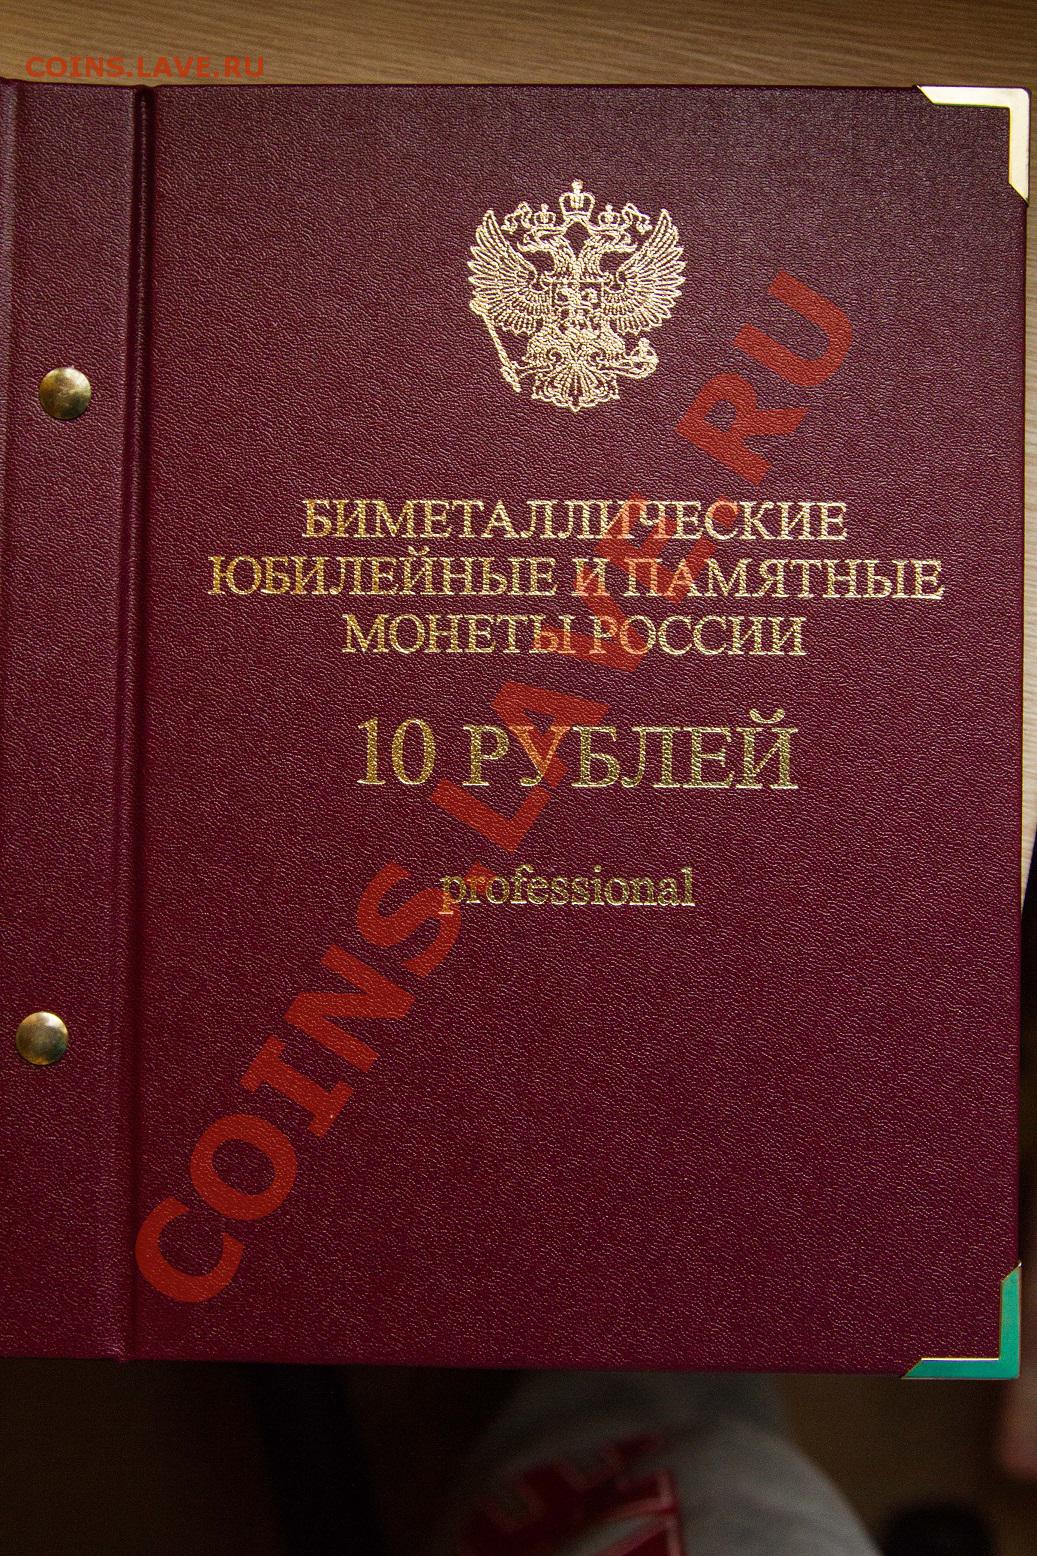 COINS.LAVE.RU
БИМЕТАЛЛИЧЕСКИЕ
ЮБИЛЕЙНЫЕ И ПАМЯТНЫЕ
МОНЕТЫ РОССИИ
10 РУБЛЕЙ
professional
COINS.LAVE.RU